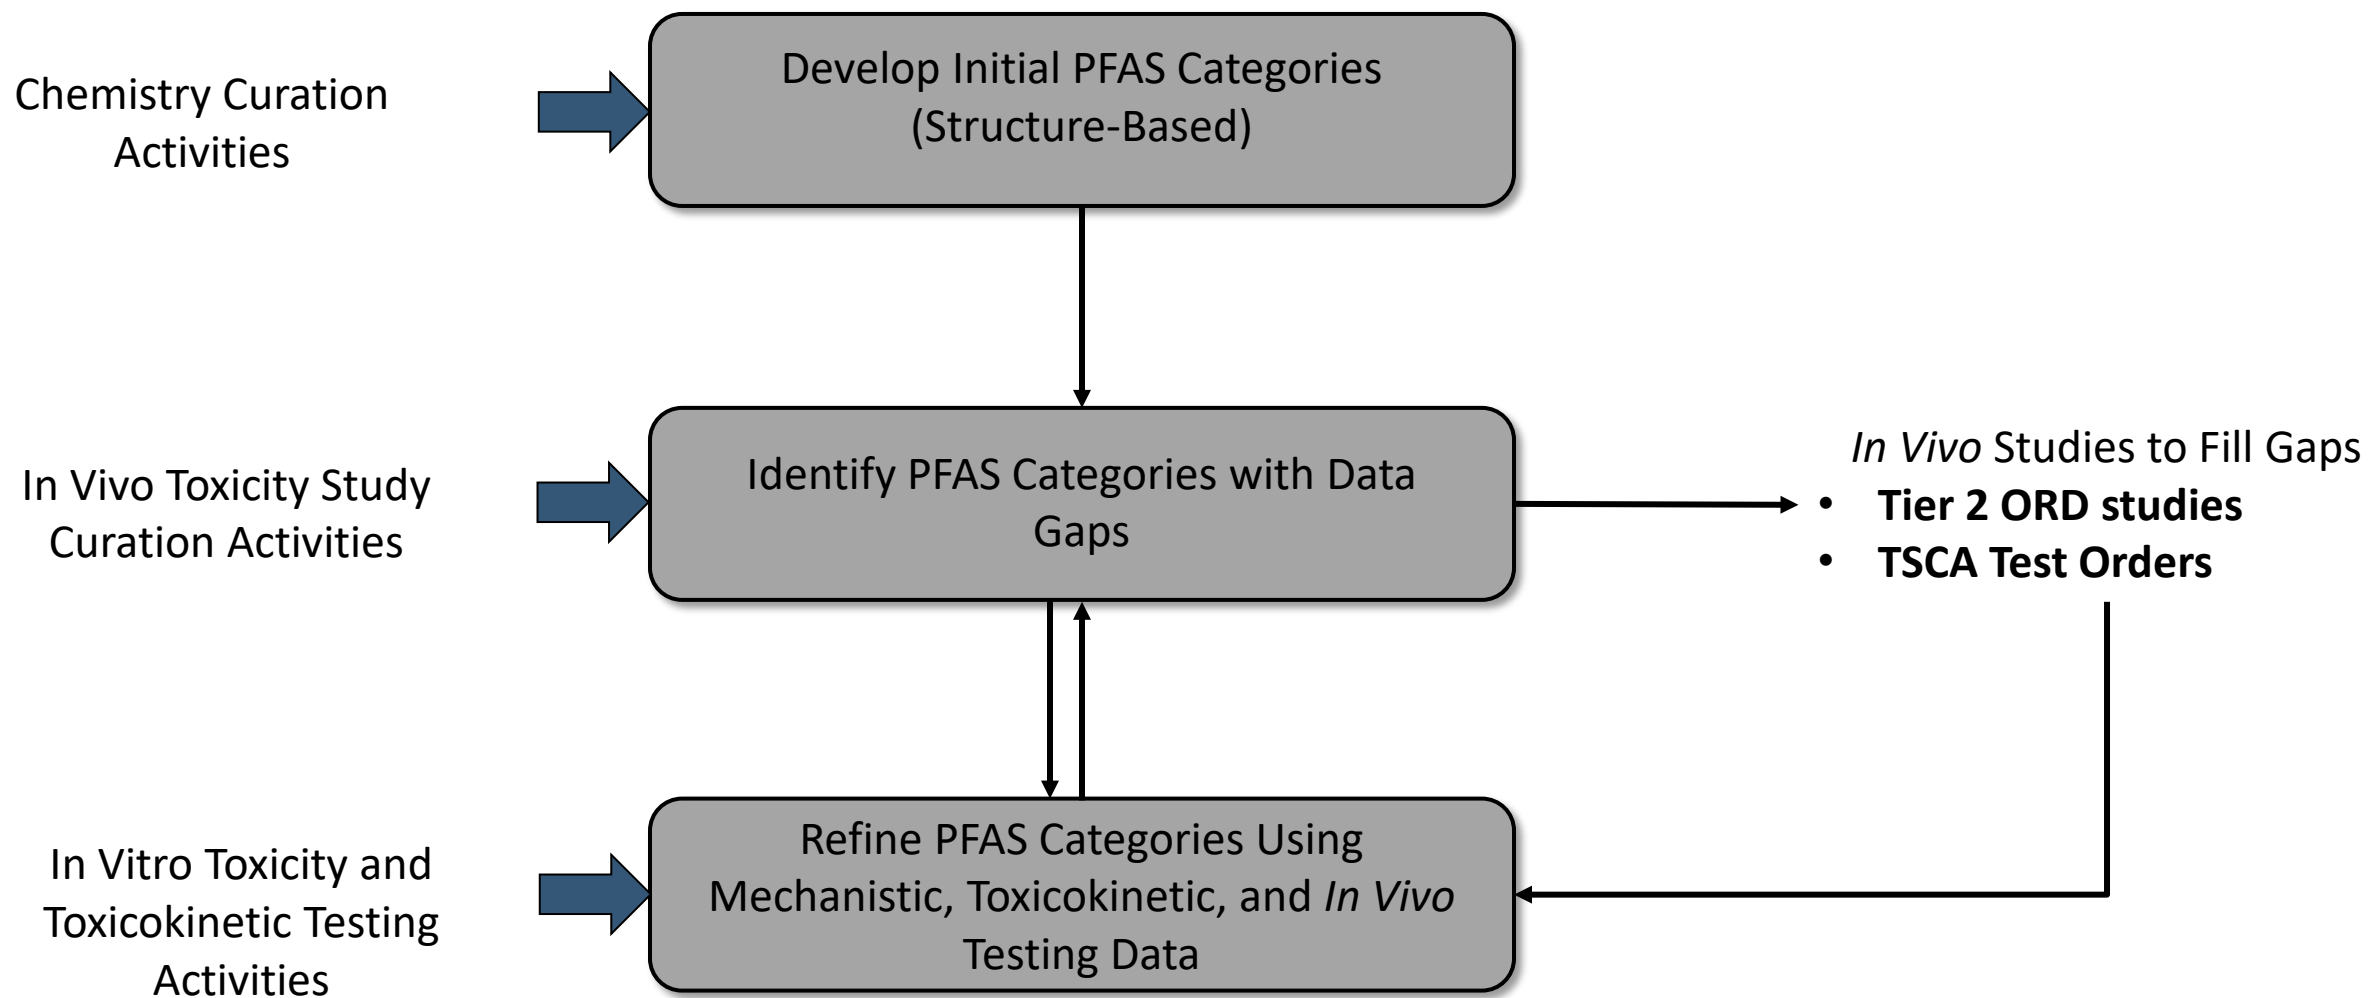 Chemistry Curation
Activities
Develop Initial PFAS Categories
(Structure-Based)
In Vivo Toxicity Study
Curation Activities
Identify PFAS Categories with Data
Gaps
In Vivo Studies to Fill Gaps
• Tier 2 ORD studies
• TSCA Test Orders
In Vitro Toxicity and
Toxicokinetic Testing
Activities
Refine PFAS Categories Using
Mechanistic, Toxicokinetic, and In Vivo
Testing Data